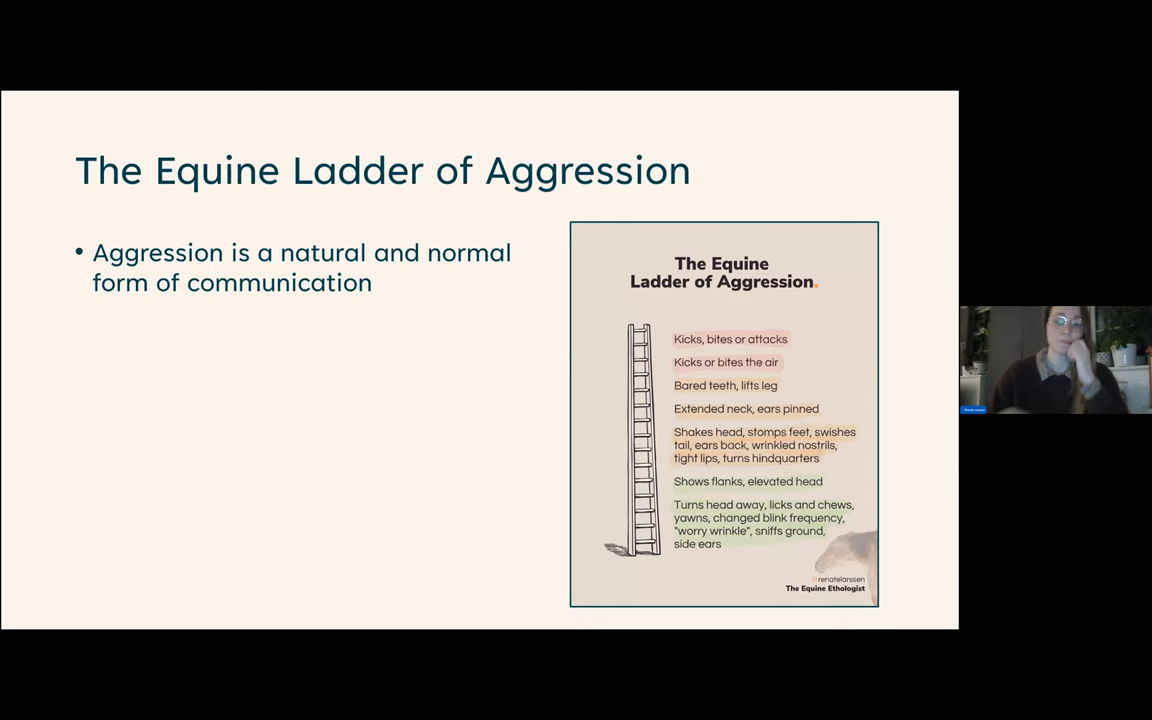 The Equine Ladder of Aggression
• Aggression is a natural and normal
form of communication
The Equine
Ladder of Aggression.
Kicks, bites or attacks
Kicks or bites the air
Bared teeth, lifts leg
Extended neck, ears pinned
Shakes head, stomps feet, swishes
tail, ears back, wrinkled nostrils,
tight lips, turns hindquarters
Shows flanks, elevated head
Turns head away, licks and chews,
yawns, changed blink frequency,
"worry wrinkle", sniffs ground,
side ears
@renatelarssen
The Equine Ethologist